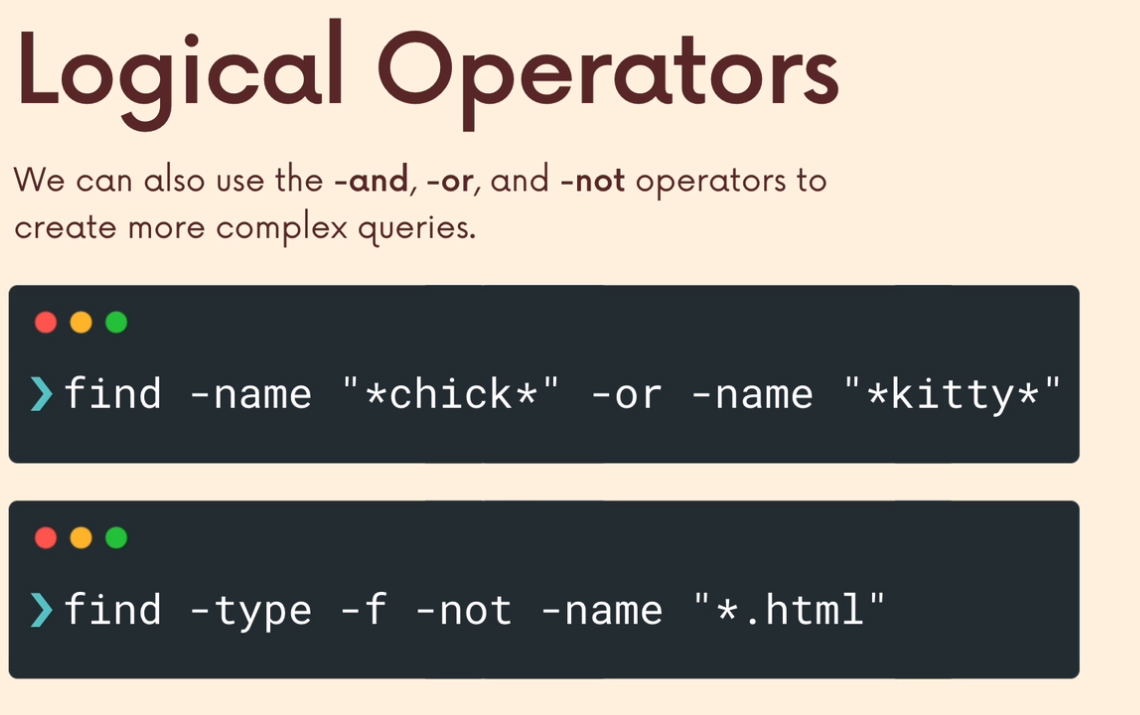 Logical Operators
We can also use the -and, -or, and -not operators to
create more complex queries.
❯ find -name "*chick*" -or -name "*kitty*"
❯ find -type -f -not -name "*.html"